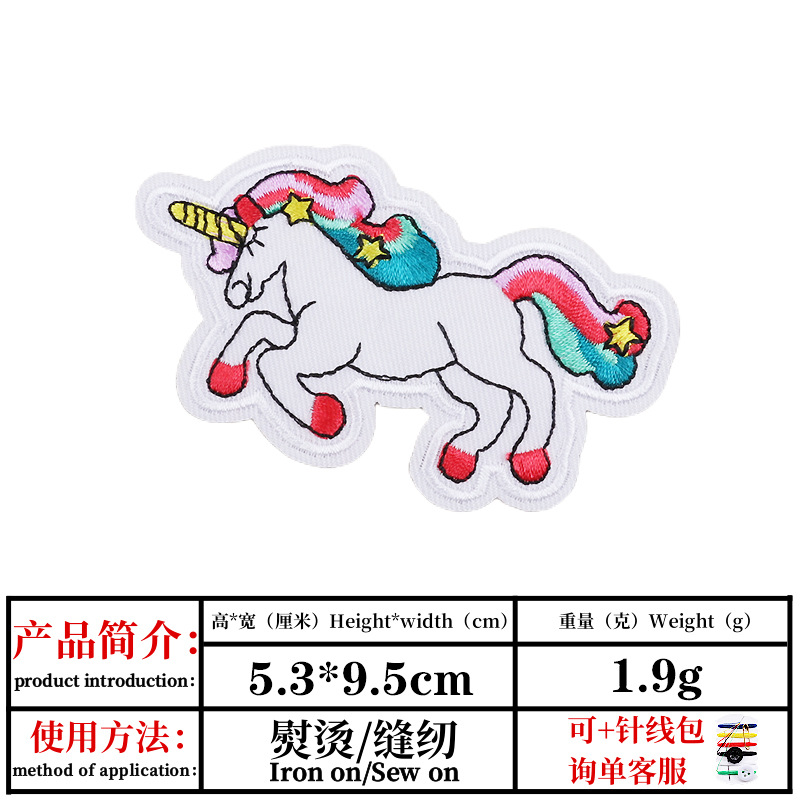 产品简介：
product introduction:
高*宽（厘米）Height*width（cm）
重量（克）Weight（g）
5.3*9.5cm
1.9g
使用方法：
method of application:
熨烫/缝纫
Iron on/Sew on
可+针线包
询单客服